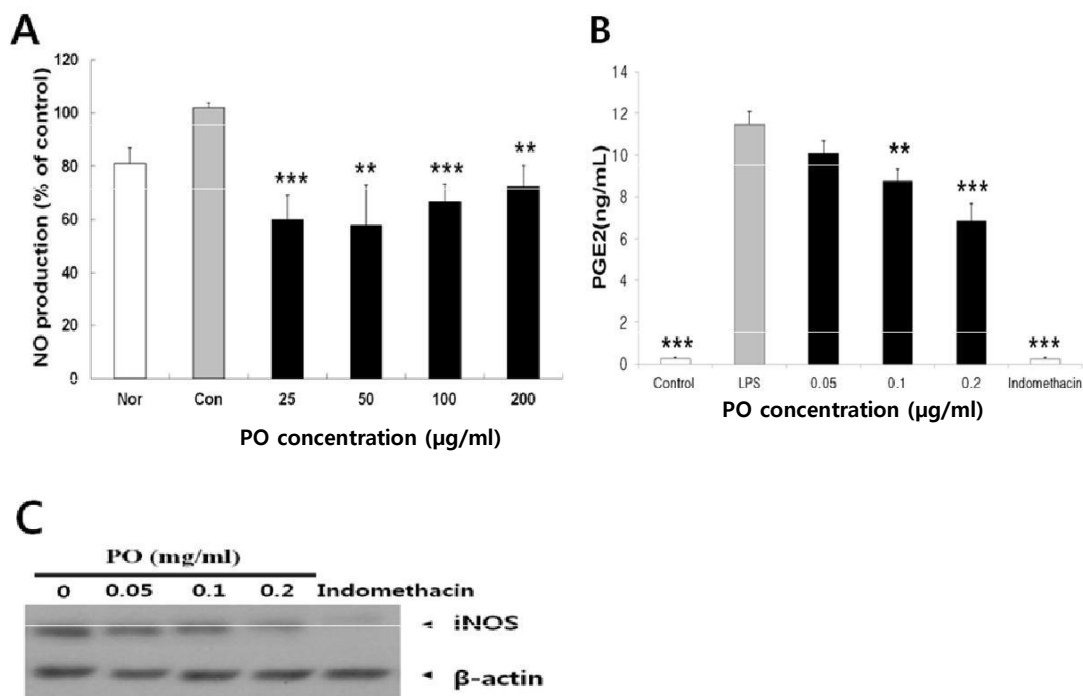 A
NO production (% of control)
120
100
80
60
40
20
0
***
**
***
**
Nor Con 25 50 100 200
PO concentration (µg/ml)
B
PGE2(ng/mL)
14
12
10
8
6
4
2
0
***
**
***
***
Control LPS 0.05 0.1 0.2 Indomethacin
PO concentration (µg/ml)
C
PO (mg/ml)
0 0.05 0.1 0.2 Indomethacin
iNOS
β-actin